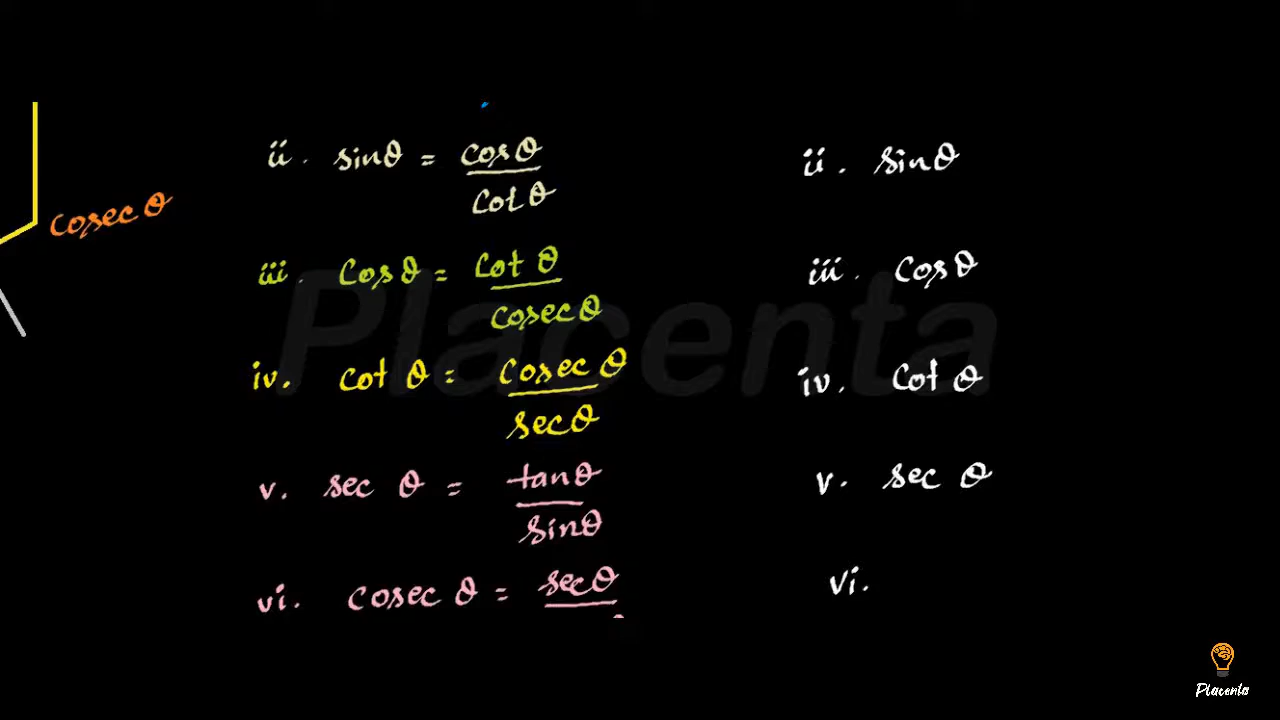 cosec θ
ii. sinθ = cosθ / cotθ
iii. cosθ = cot θ / cosecθ
iv. cot θ = cosec θ / secθ
v. sec θ = tanθ / sinθ
vi. cosec θ = secθ
ii. sinθ
iii. cosθ
iv. cot θ
v. sec θ
vi.
Placenta
Placenta